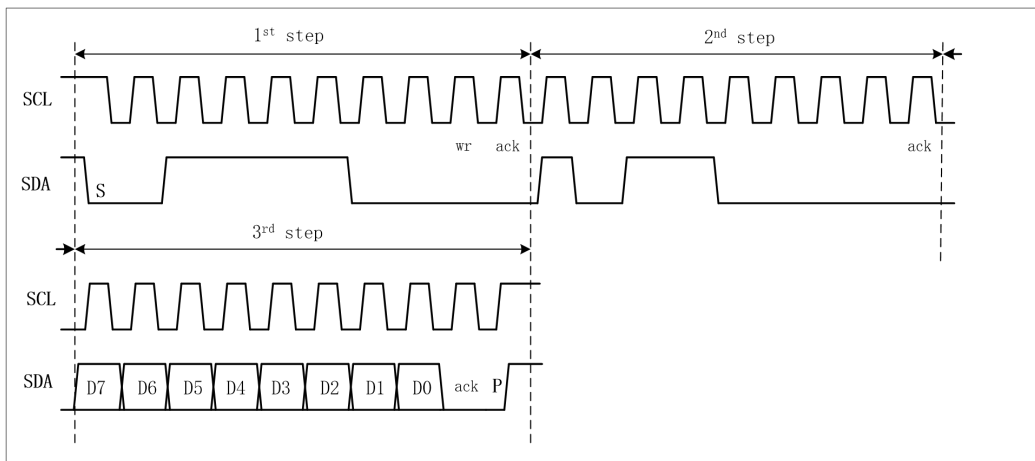 1st step 2nd step
SCL
wr ack ack
SDA S
3rd step
SCL
SDA D7 D6 D5 D4 D3 D2 D1 D0 ack P